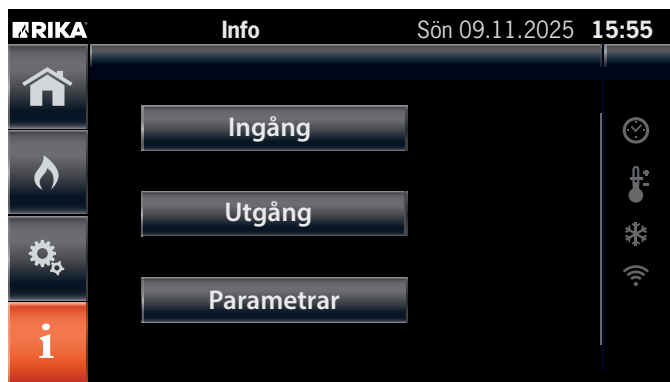 RIKA Info Sön 09.11.2025 15:55
Ingång
Utgång
Parametrar
i